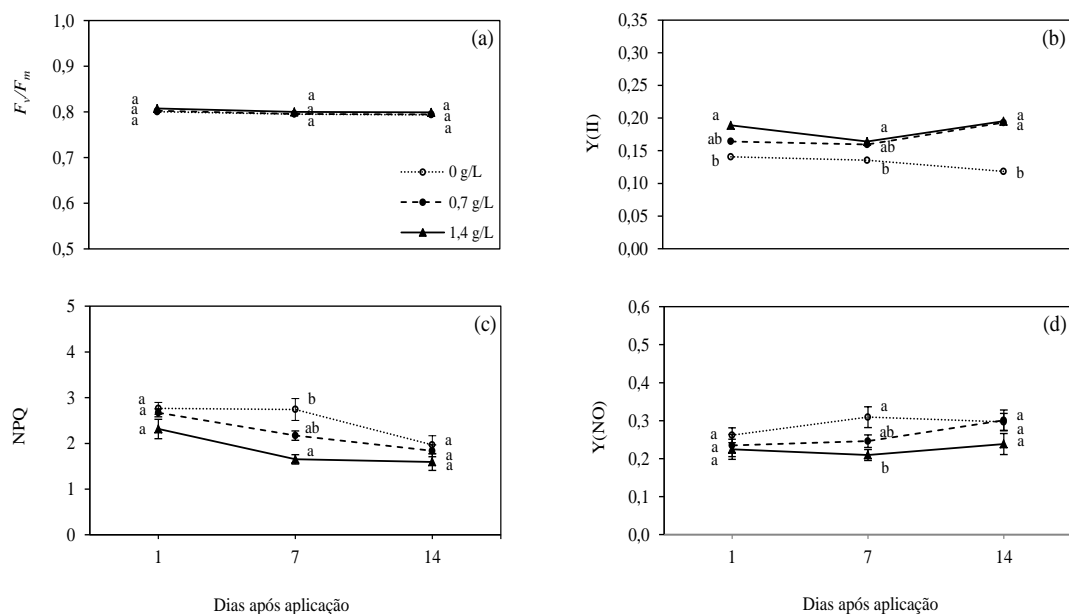 1,0
0,9
0,8
0,7
0,6
0,5
Fv/Fm
(a)
a
a
a
a
a
a
a
a
a
0 g/L
0,7 g/L
1,4 g/L
0,35
0,30
0,25
0,20
0,15
0,10
0,05
0,00
Y(II)
(b)
a
ab
b
a
ab
b
a
a
b
5
4
3
2
1
0
NPQ
(c)
a
a
a
b
ab
a
a
a
a
1
7
14
Dias após aplicação
0,6
0,5
0,4
0,3
0,2
0,1
0,0
Y(NO)
(d)
a
a
a
a
ab
b
a
a
a
1
7
14
Dias após aplicação